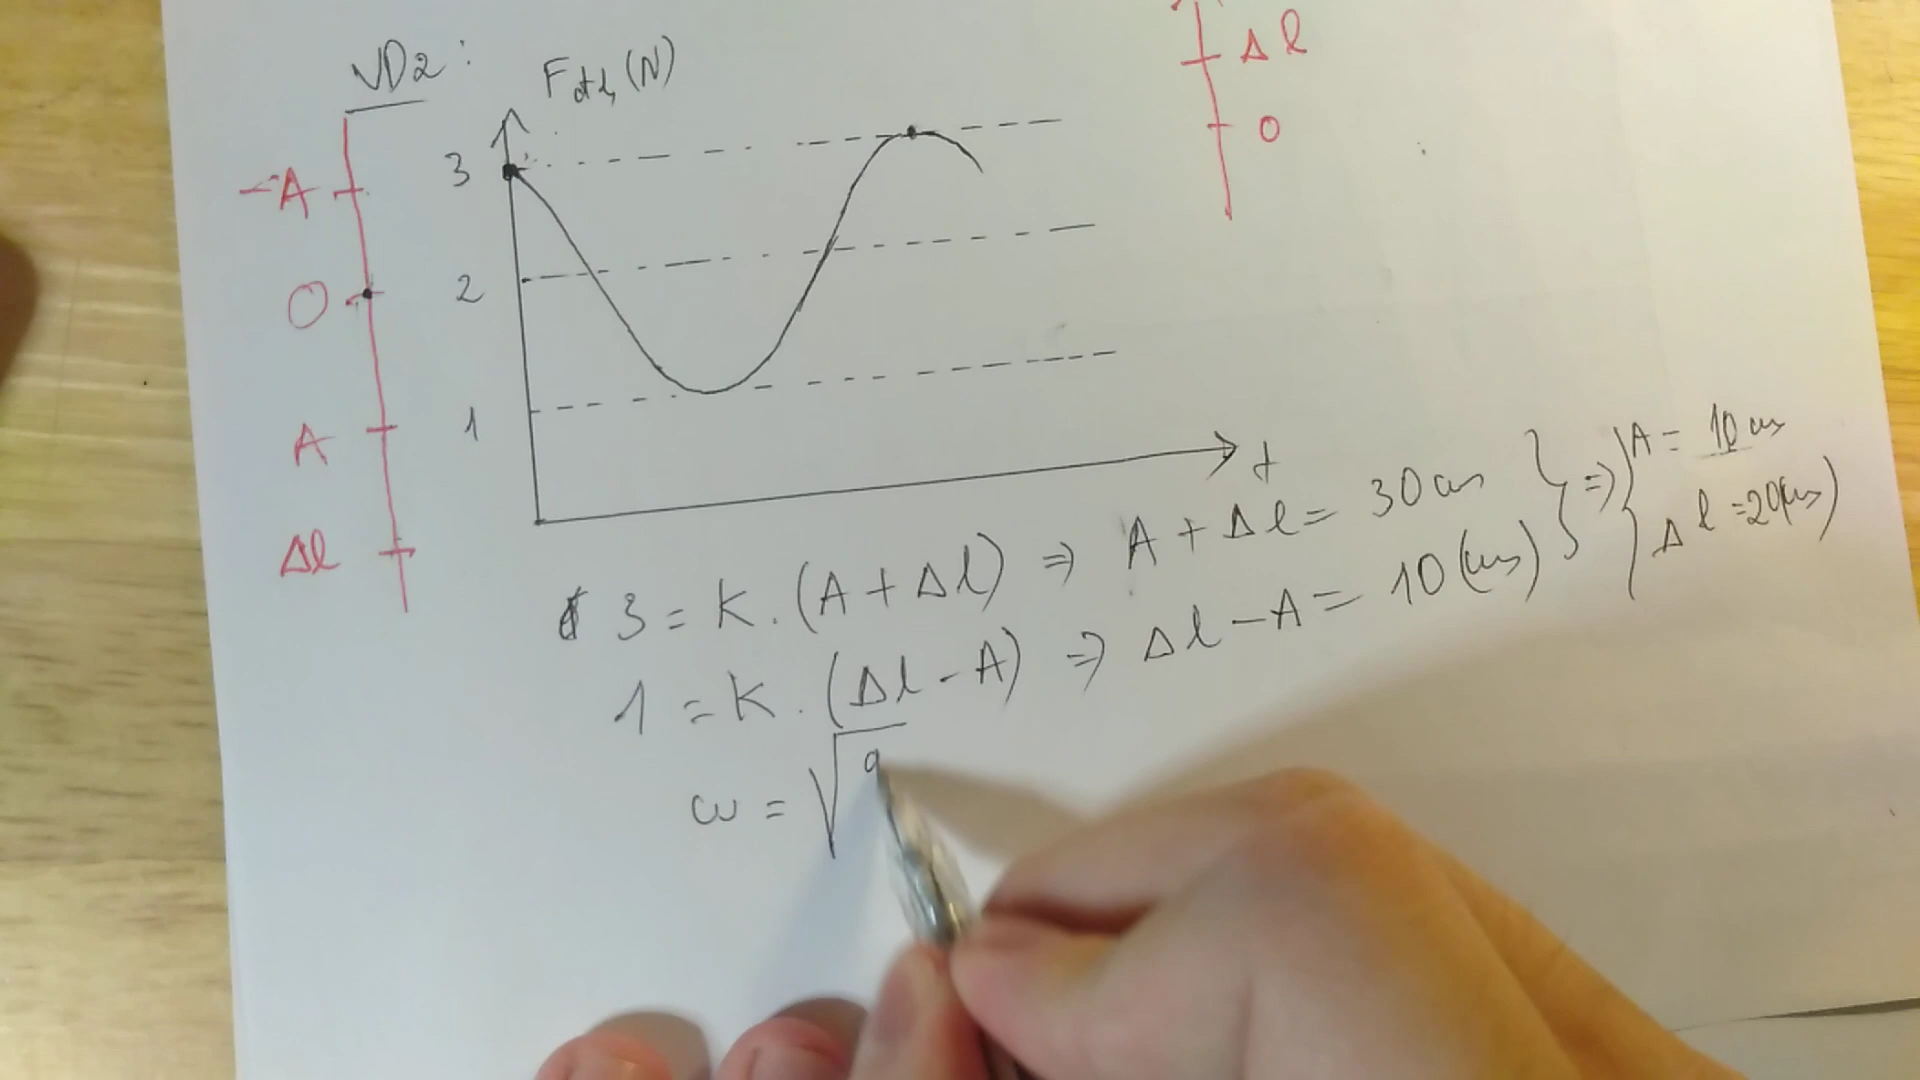 VD2:
Fđh (N)
Δl
O
3
-A
2
O
1
A
t
Δl
3 = K.(A + Δl) => A + Δl = 30 cm
1 = K.(Δl - A) => Δl - A = 10 (cm)
} => { A = 10 cm
Δl = 20 (cm)
ω = √g